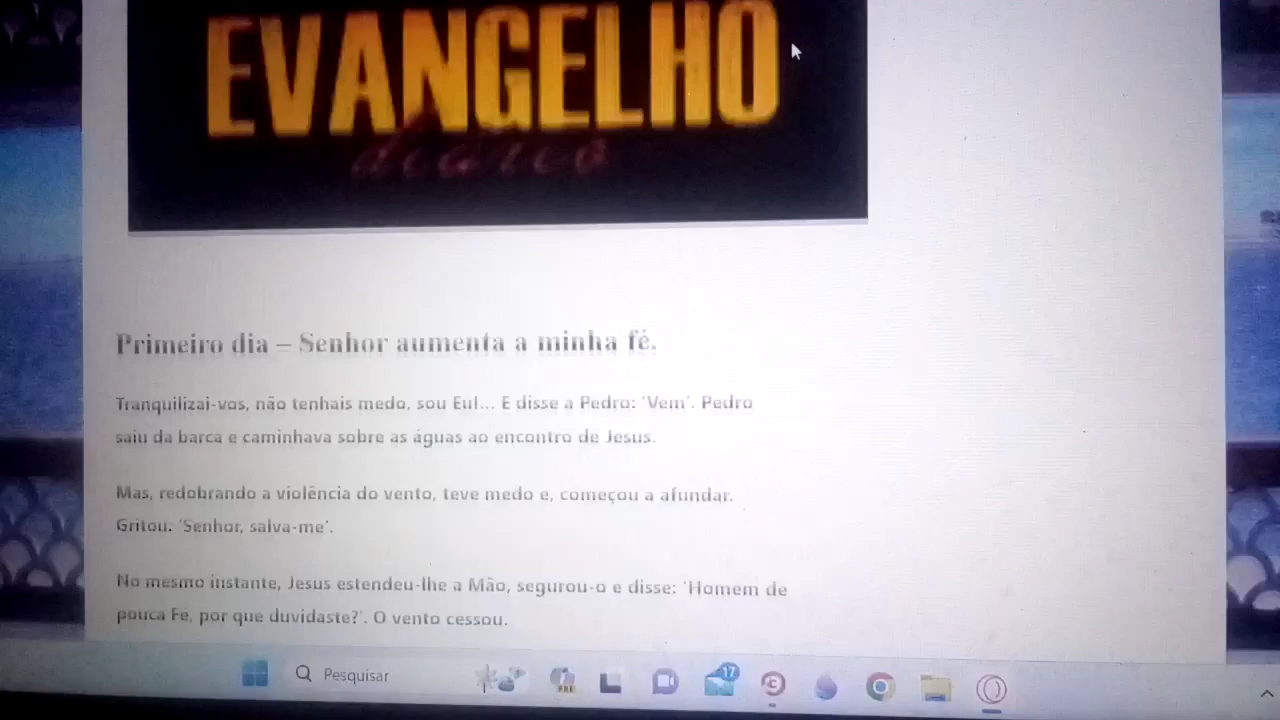 EVANGELHO
diário
Primeiro dia – Senhor aumenta a minha fé.
Tranquilizai-vos, não tenhais medo, sou Eu!... E disse a Pedro: 'Vem'. Pedro
saiu da barca e caminhava sobre as águas ao encontro de Jesus.
Mas, redobrando a violência do vento, teve medo e, começou a afundar.
Gritou: 'Senhor, salva-me'.
No mesmo instante, Jesus estendeu-lhe a Mão, segurou-o e disse: 'Homem de
pouca Fé, por que duvidaste?'. O vento cessou.
Pesquisar
17